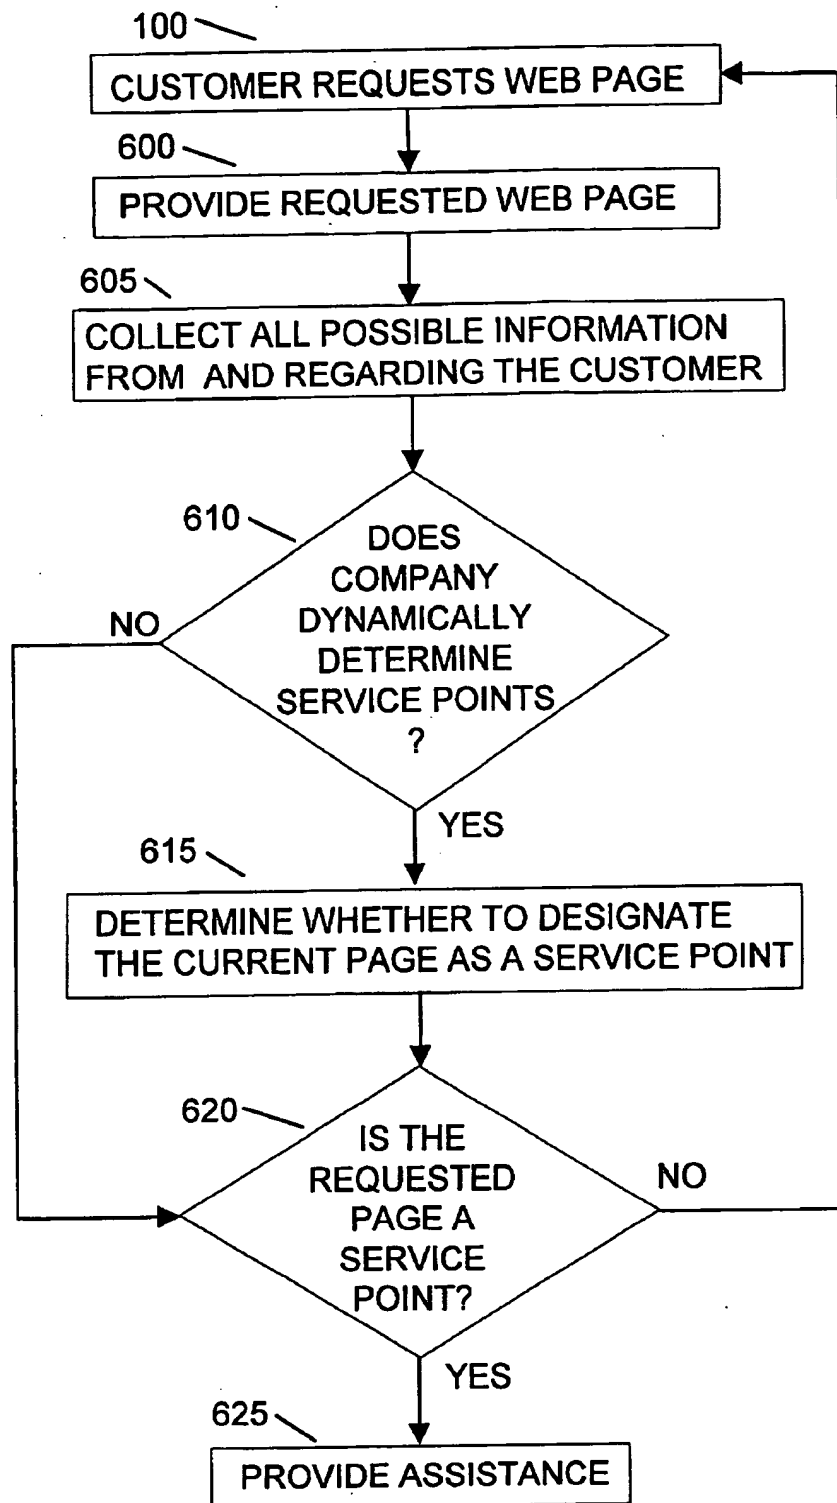 100
CUSTOMER REQUESTS WEB PAGE
600
PROVIDE REQUESTED WEB PAGE
605
COLLECT ALL POSSIBLE INFORMATION
FROM AND REGARDING THE CUSTOMER
610
DOES
COMPANY
DYNAMICALLY
DETERMINE
SERVICE POINTS
?
NO
YES
615
DETERMINE WHETHER TO DESIGNATE
THE CURRENT PAGE AS A SERVICE POINT
620
IS THE
REQUESTED
PAGE A
SERVICE
POINT?
NO
YES
625
PROVIDE ASSISTANCE